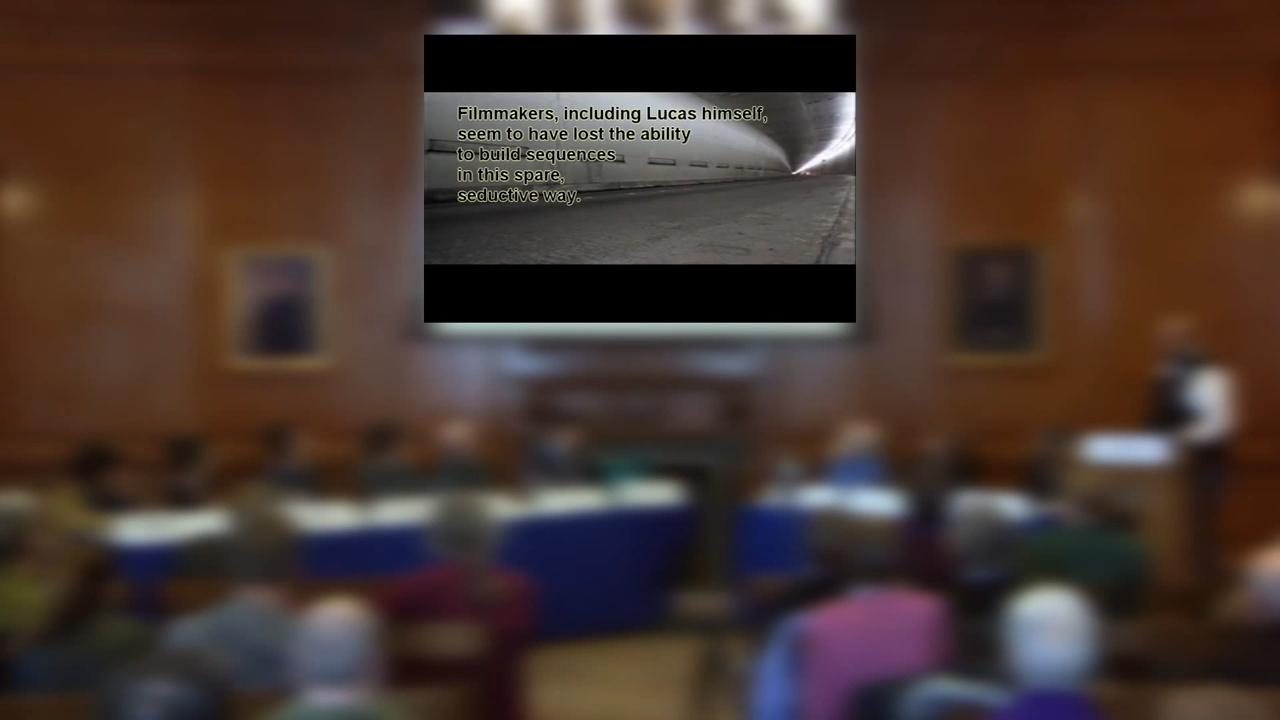 Filmmakers, including Lucas himself,
seem to have lost the ability
to build sequences
in this spare,
seductive way.